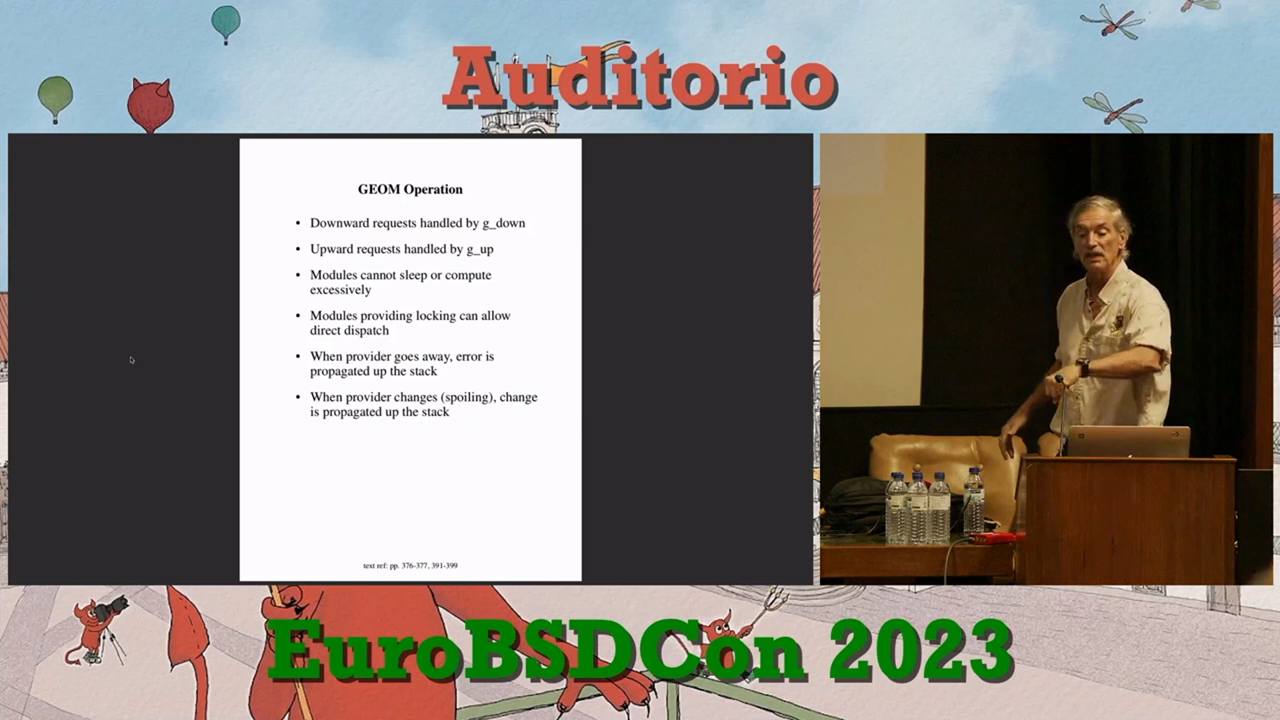 Auditorio
GEOM Operation
• Downward requests handled by g_down
• Upward requests handled by g_up
• Modules cannot sleep or compute
excessively
• Modules providing locking can allow
direct dispatch
• When provider goes away, error is
propagated up the stack
• When provider changes (spoiling), change
is propagated up the stack
text ref: pp. 376-377, 391-399
EuroBSDCon 2023